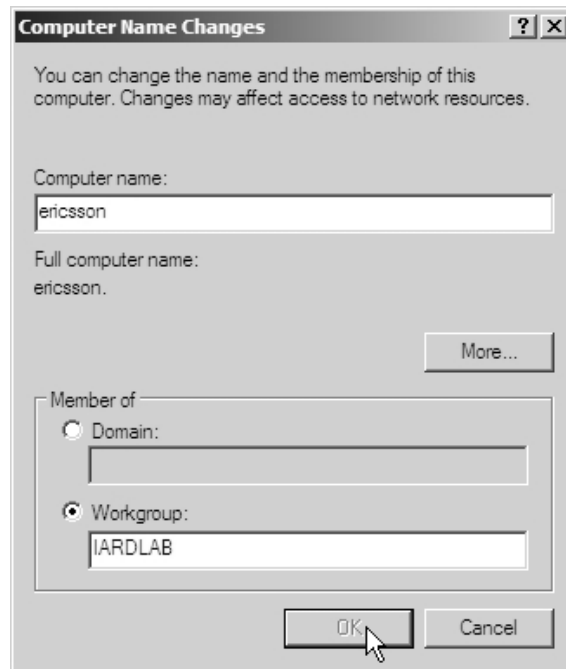 Computer Name Changes
You can change the name and the membership of this
computer. Changes may affect access to network resources.
Computer name:
ericsson
Full computer name:
ericsson.
More...
Member of
Domain:
Workgroup:
IARDLAB
OK
Cancel